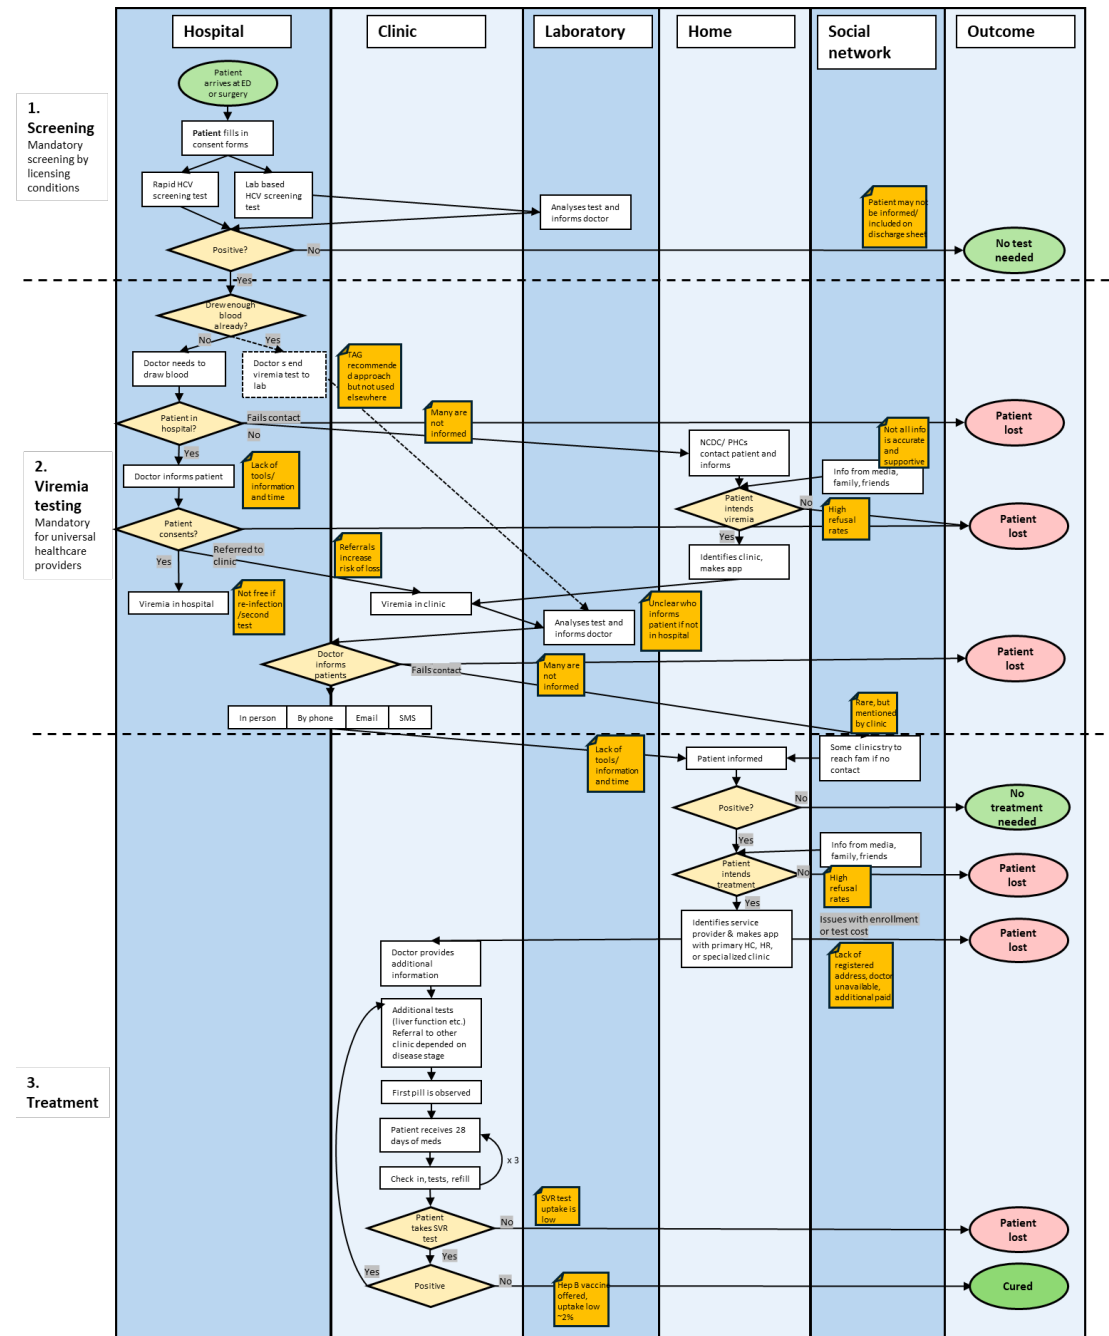 Hospital
Clinic
Laboratory
Home
Social
network
Outcome
1.
Screening
Mandatory
screening by
licensing
conditions
Patient
arrives at ED
or surgery
Patient fills in
consent forms
Rapid HCV
screening test
Lab based
HCV screening
test
Analyses test and
informs doctor
Patient may not
be informed/
included on
discharge sheet
Positive?
No
No test
needed
Yes
2.
Viremia
testing
Mandatory
for universal
healthcare
providers
Drew enough
blood
already?
No
Yes
Doctor needs to
draw blood
Doctor s end
viremia test to
lab
TAG
recommende
d approach
but not used
elsewhere
Patient in
hospital?
Fails contact
No
Many are
not
informed
Patient
lost
Yes
NCDC/ PHCs
contact patient and
informs
Not all info
is accurate
and
supportive
Info from media,
family, friends
Doctor informs patient
Lack of
tools/
information
and time
Patient
intends
viremia
No
High
refusal
rates
Patient
lost
Patient
consents?
Yes
Referred to
clinic
Referrals
increase
risk of loss
Yes
Identifies clinic,
makes app
Viremia in hospital
Not free if
re-infection
/second
test
Viremia in clinic
Analyses test and
informs doctor
Unclear who
informs
patient if not
in hospital
Doctor
informs
patients
Fails contact
Many are
not
informed
Patient
lost
In person
By phone
Email
SMS
Rare, but
mentioned
by clinic
Some clinics try to
reach fam if no
contact
Lack of
tools/
information
and time
Patient informed
3.
Treatment
Positive?
No
No
treatment
needed
Yes
Info from media,
family, friends
Patient
intends
treatment
No
High
refusal
rates
Patient
lost
Yes
Identifies service
provider & makes app
with primary HC, HR,
or specialized clinic
Issues with enrollment
or test cost
Lack of
registered
address, doctor
unavailable,
additional paid
Patient
lost
Doctor provides
additional
information
Additional tests
(liver function etc.)
Referral to other
clinic depended on
disease stage
First pill is observed
Patient receives 28
days of meds
x 3
Check in, tests, refill
Patient
takes SVR
test
No
SVR test
uptake is
low
Patient
lost
Yes
Positive
Yes
No
Hep B vaccine
offered,
uptake low
~2%
Cured